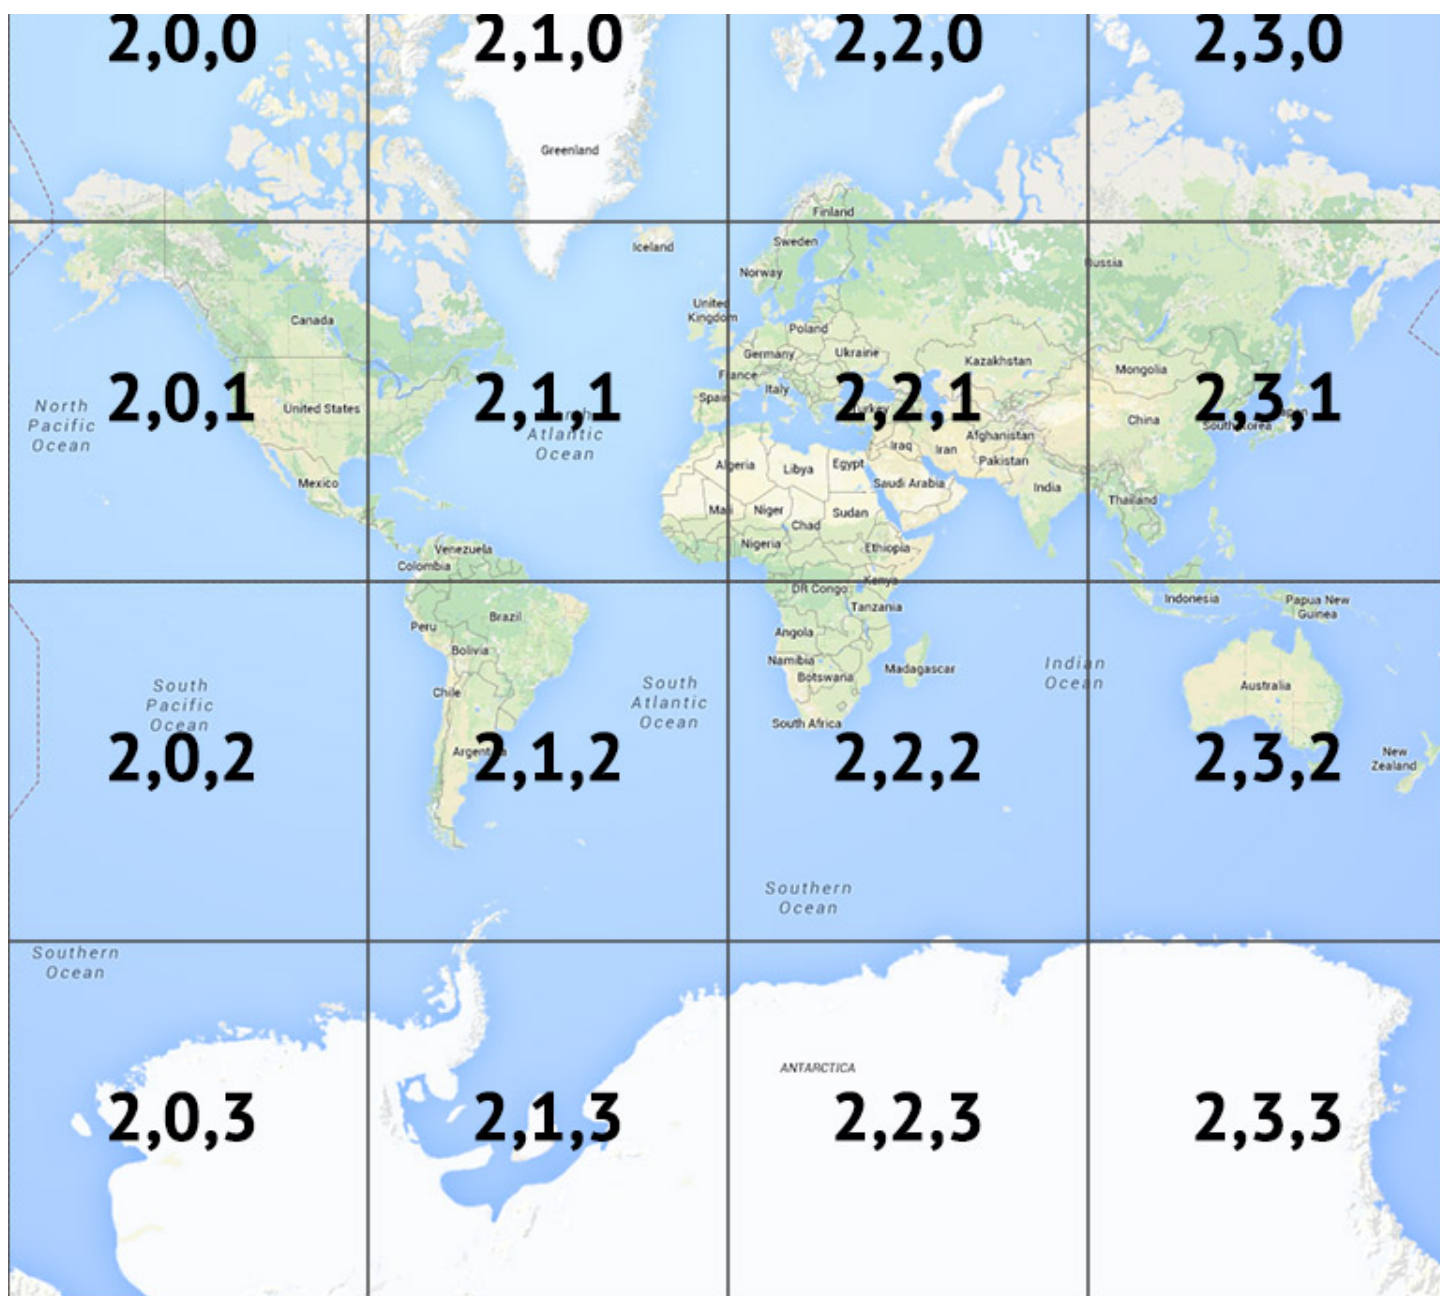 2,0,0
2,1,0
2,2,0
2,3,0
Greenland
Finland
Iceland
Sweden
Norway
Russia
United
Kingdom
Canada
Poland
Germany
Ukraine
France
Kazakhstan
Mongolia
Italy
Spain
North
Pacific
Ocean
2,0,1
United States
2,1,1
Atlantic
Ocean
2,2,1
Turkey
2,3,1
China
South Korea
Afghanistan
Iraq
Iran
Pakistan
Algeria
Libya
Egypt
Saudi Arabia
India
Mexico
Thailand
Mali
Niger
Chad
Sudan
Nigeria
Ethiopia
Venezuela
Colombia
Kenya
DR Congo
Tanzania
Indonesia
Papua New
Guinea
Brazil
Peru
Angola
Bolivia
Namibia
Botswana
Madagascar
Indian
Ocean
Australia
Chile
South
Pacific
Ocean
South
Atlantic
Ocean
South Africa
2,0,2
Argentina
2,1,2
2,2,2
2,3,2
New
Zealand
Southern
Ocean
Southern
Ocean
ANTARCTICA
2,0,3
2,1,3
2,2,3
2,3,3